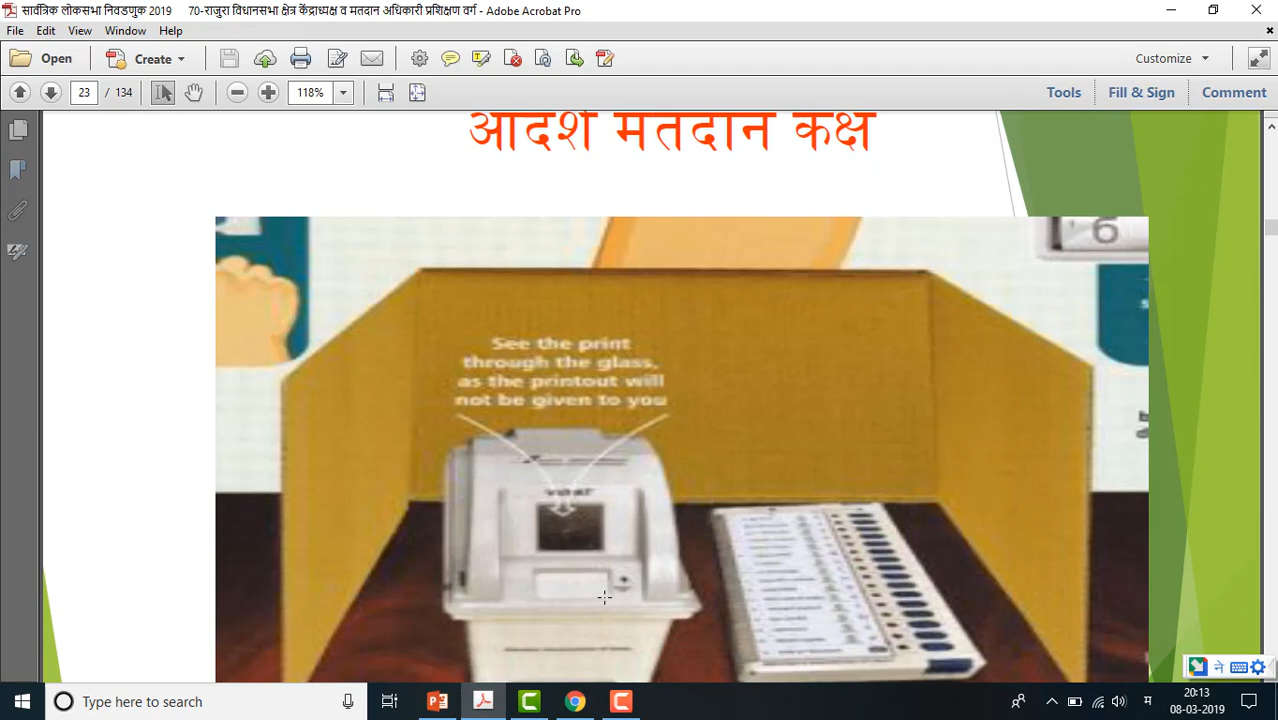 सार्वत्रिक लोकसभा निवडणुक 2019 70-राजुरा विधानसभा क्षेत्र केंद्राध्यक्ष व मतदान अधिकारी प्रशिक्षण वर्ग - Adobe Acrobat Pro
File Edit View Window Help
Open Create Customize
23 / 134 118% Tools Fill & Sign Comment
आदर्श मतदान कक्ष
6
See the print
through the glass,
as the printout will
not be given to you
VVPAT
Type here to search
20:13
08-03-2019